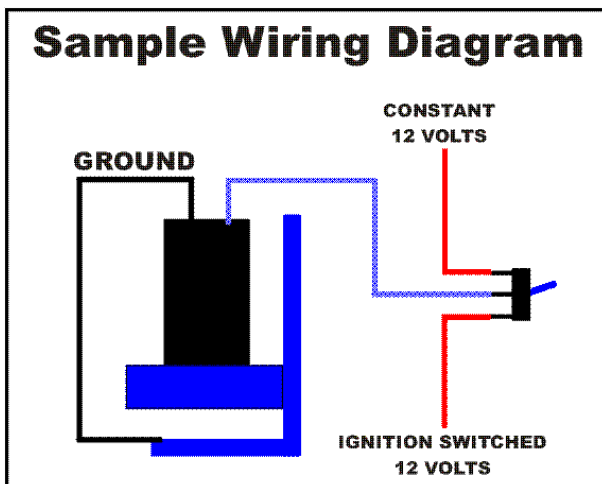 Sample Wiring Diagram
CONSTANT
12 VOLTS
GROUND
IGNITION SWITCHED
12 VOLTS